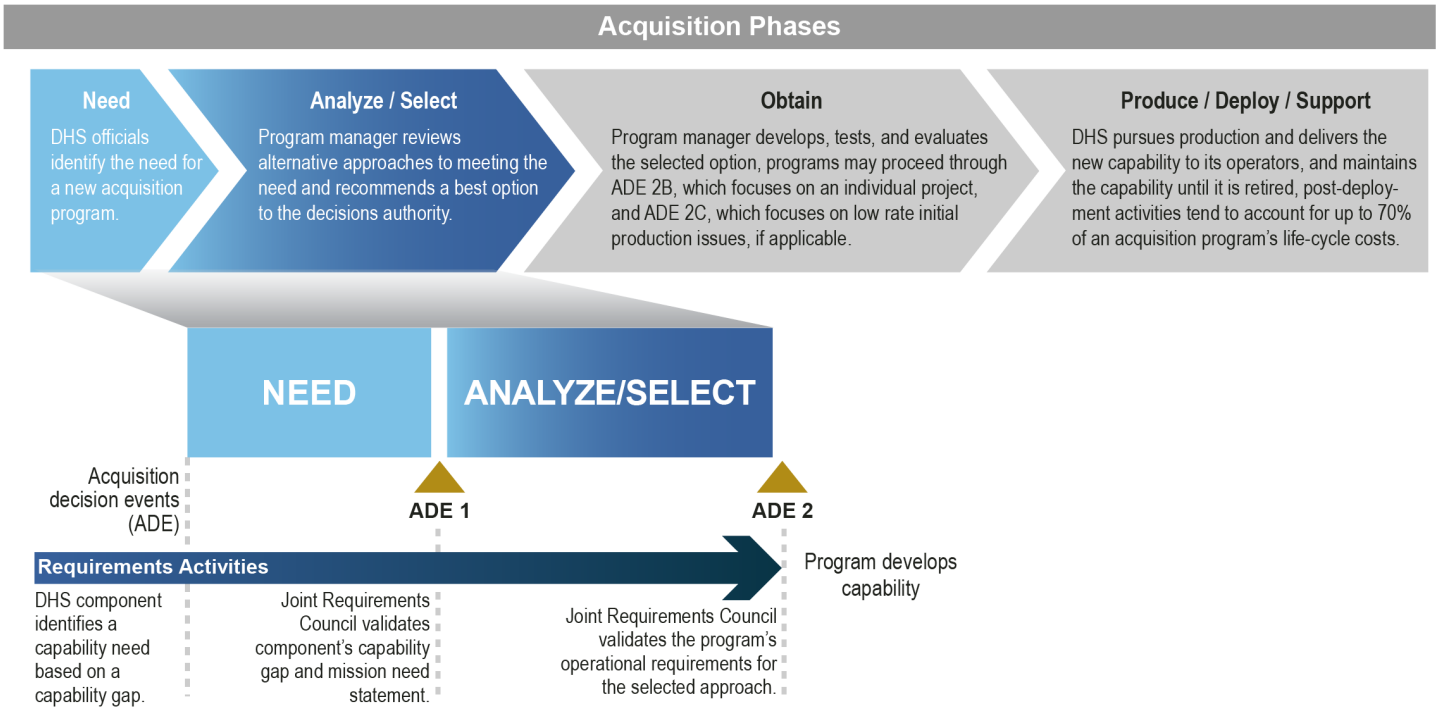 Acquisition Phases
Need
DHS officials
identify the need for
a new acquisition
program.
Analyze / Select
Program manager reviews
alternative approaches to meeting the
need and recommends a best option
to the decisions authority.
Obtain
Program manager develops, tests, and evaluates
the selected option, programs may proceed through
ADE 2B, which focuses on an individual project,
and ADE 2C, which focuses on low rate initial
production issues, if applicable.
Produce / Deploy / Support
DHS pursues production and delivers the
new capability to its operators, and maintains
the capability until it is retired, post-deploy-
ment activities tend to account for up to 70%
of an acquisition program's life-cycle costs.
NEED
ANALYZE/SELECT
Acquisition
decision events
(ADE)
ADE 1
ADE 2
Requirements Activities
Program develops
capability
DHS component
identifies a
capability need
based on a
capability gap.
Joint Requirements
Council validates
component's capability
gap and mission need
statement.
Joint Requirements Council
validates the program's
operational requirements for
the selected approach.